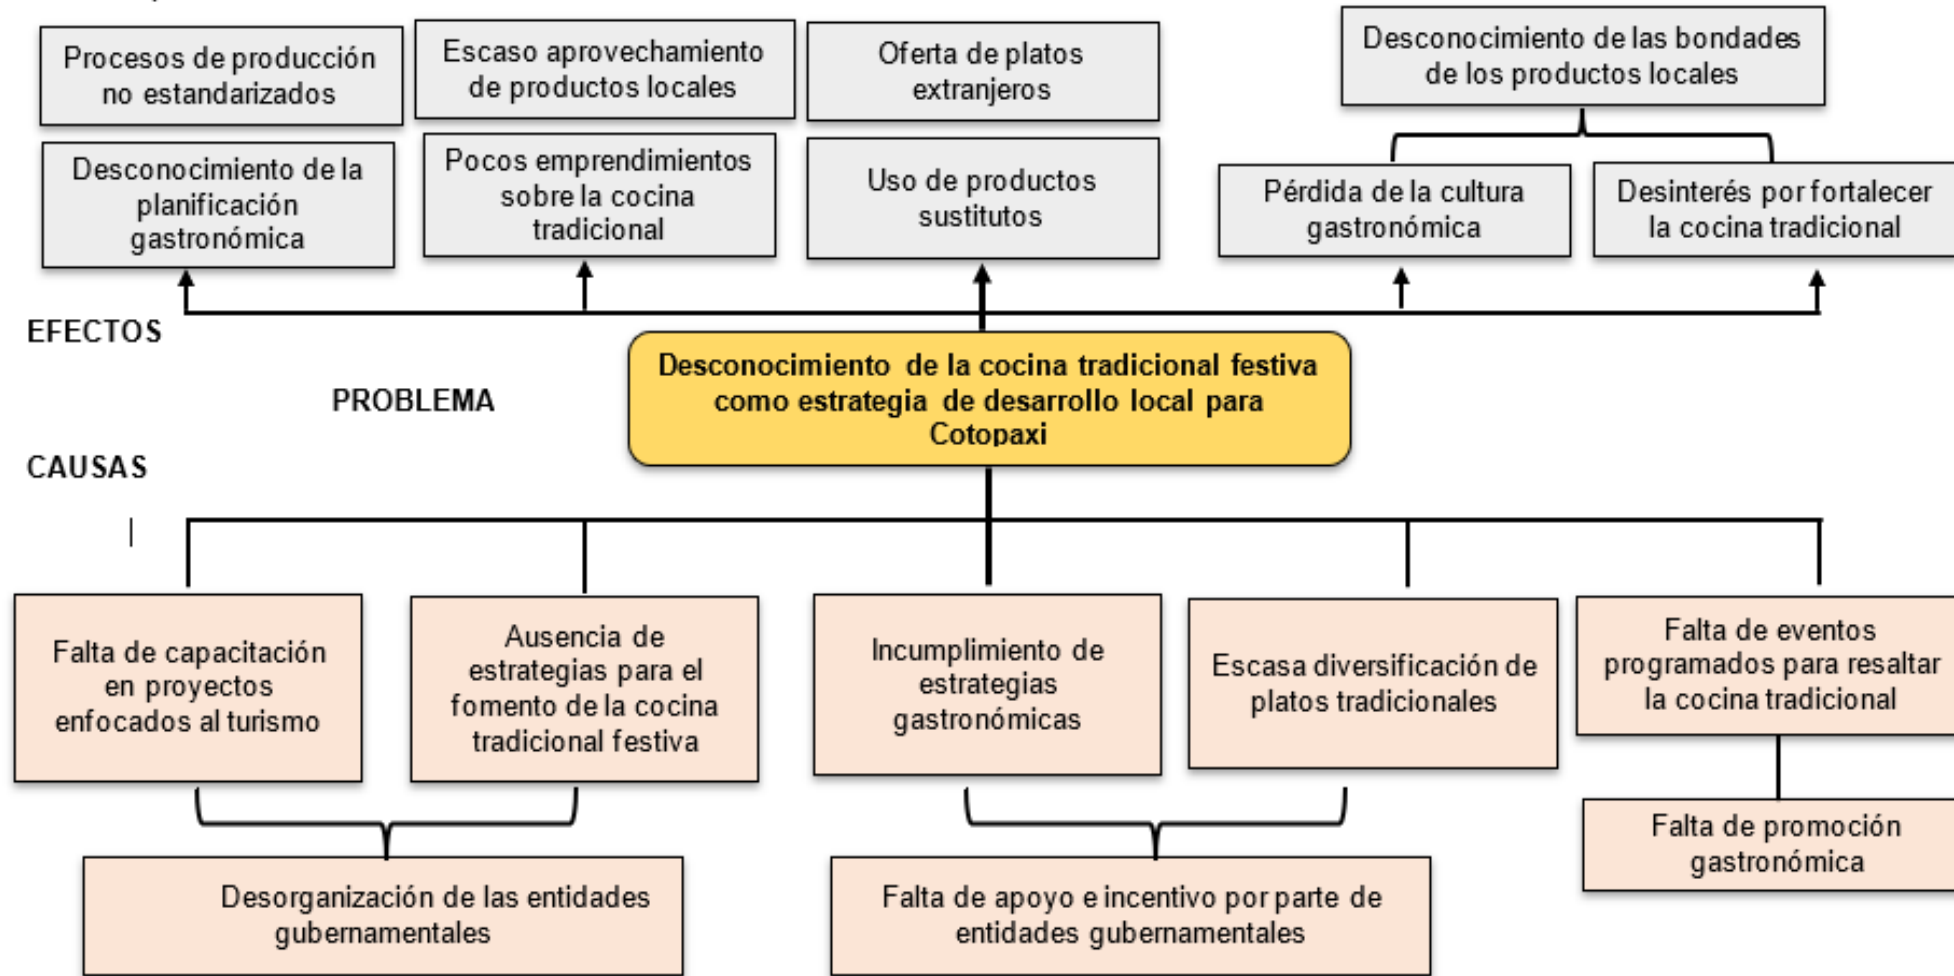 Procesos de producción
no estandarizados
Escaso aprovechamiento
de productos locales
Oferta de platos
extranjeros
Desconocimiento de las bondades
de los productos locales
Desconocimiento de la
planificación
gastronómica
Pocos emprendimientos
sobre la cocina
tradicional
Uso de productos
sustitutos
Pérdida de la cultura
gastronómica
Desinterés por fortalecer
la cocina tradicional
EFECTOS
Desconocimiento de la cocina tradicional festiva
como estrategia de desarrollo local para
Cotopaxi
PROBLEMA
CAUSAS
Falta de capacitación
en proyectos
enfocados al turismo
Ausencia de
estrategias para el
fomento de la cocina
tradicional festiva
Incumplimiento de
estrategias
gastronómicas
Escasa diversificación de
platos tradicionales
Falta de eventos
programados para resaltar
la cocina tradicional
Desorganización de las entidades
gubernamentales
Falta de apoyo e incentivo por parte de
entidades gubernamentales
Falta de promoción
gastronómica